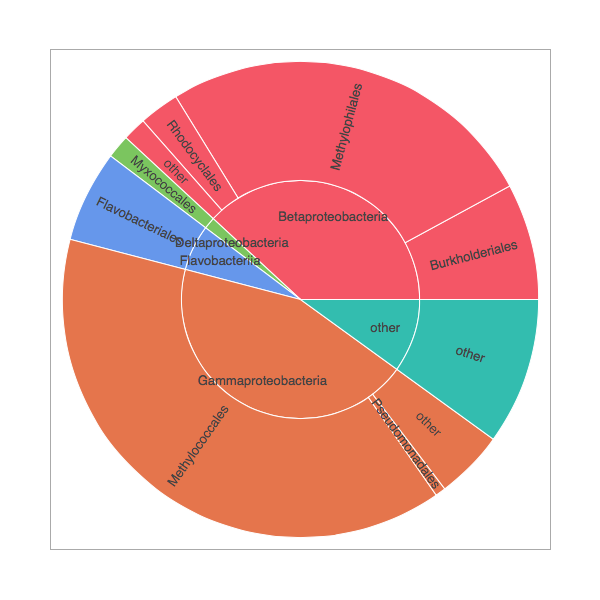 Methylophilales
Rhodocyclales
other
Myxococcales
Flavobacteriales
Betaproteobacteria
Deltaproteobacteria
Flavobacteriia
Burkholderiales
other
other
Gammaproteobacteria
Methylococcales
Pseudomonadales
other